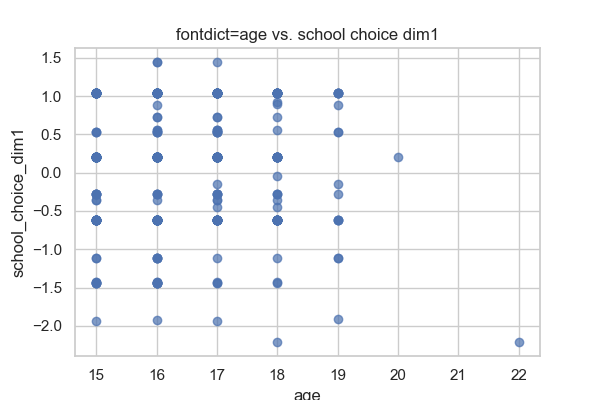 fontdict=age vs. school choice dim1
school_choice_dim1
1.5
1.0
0.5
0.0
−0.5
−1.0
−1.5
−2.0
15 16 17 18 19 20 21 22
age